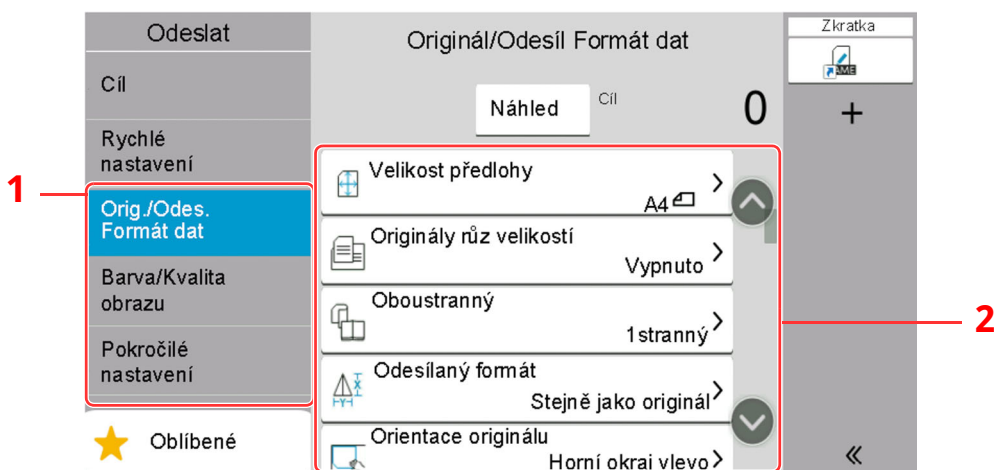 Odeslat
Cíl
Rychlé
nastavení
1
Orig./Odes.
Formát dat
Barva/Kvalita
obrazu
Pokročilé
nastavení
Oblíbené
Originál/Odesíl Formát dat
Náhled
Cíl
0
Velikost předlohy
A4
Originály růz velikostí
Vypnuto
Oboustranný
1stranný
Odesílaný formát
Stejně jako originál
Orientace originálu
Horní okraj vlevo
2
Zkratka
AME
+